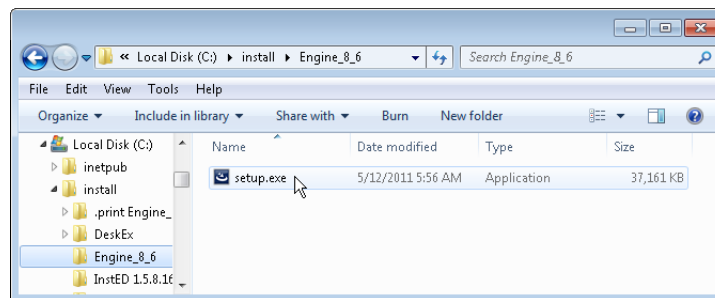 « Local Disk (C:) ▸ install ▸ Engine_8_6 Search Engine_8_6
File Edit View Tools Help
Organize Include in library Share with Burn New folder
Local Disk (C:)
inetpub
install
.print Engine_
DeskEx
Engine_8_6
InstED 1.5.8.16
Name Date modified Type Size
setup.exe 5/12/2011 5:56 AM Application 37,161 KB